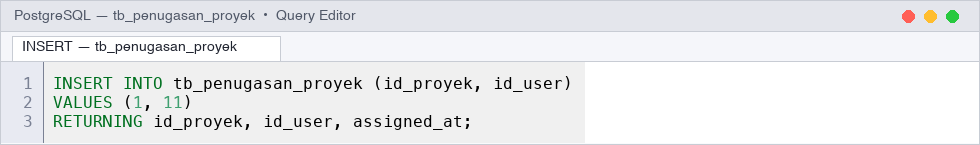 PostgreSQL — tb_penugasan_proyek • Query Editor
INSERT — tb_penugasan_proyek
1 INSERT INTO tb_penugasan_proyek (id_proyek, id_user)
2 VALUES (1, 11)
3 RETURNING id_proyek, id_user, assigned_at;